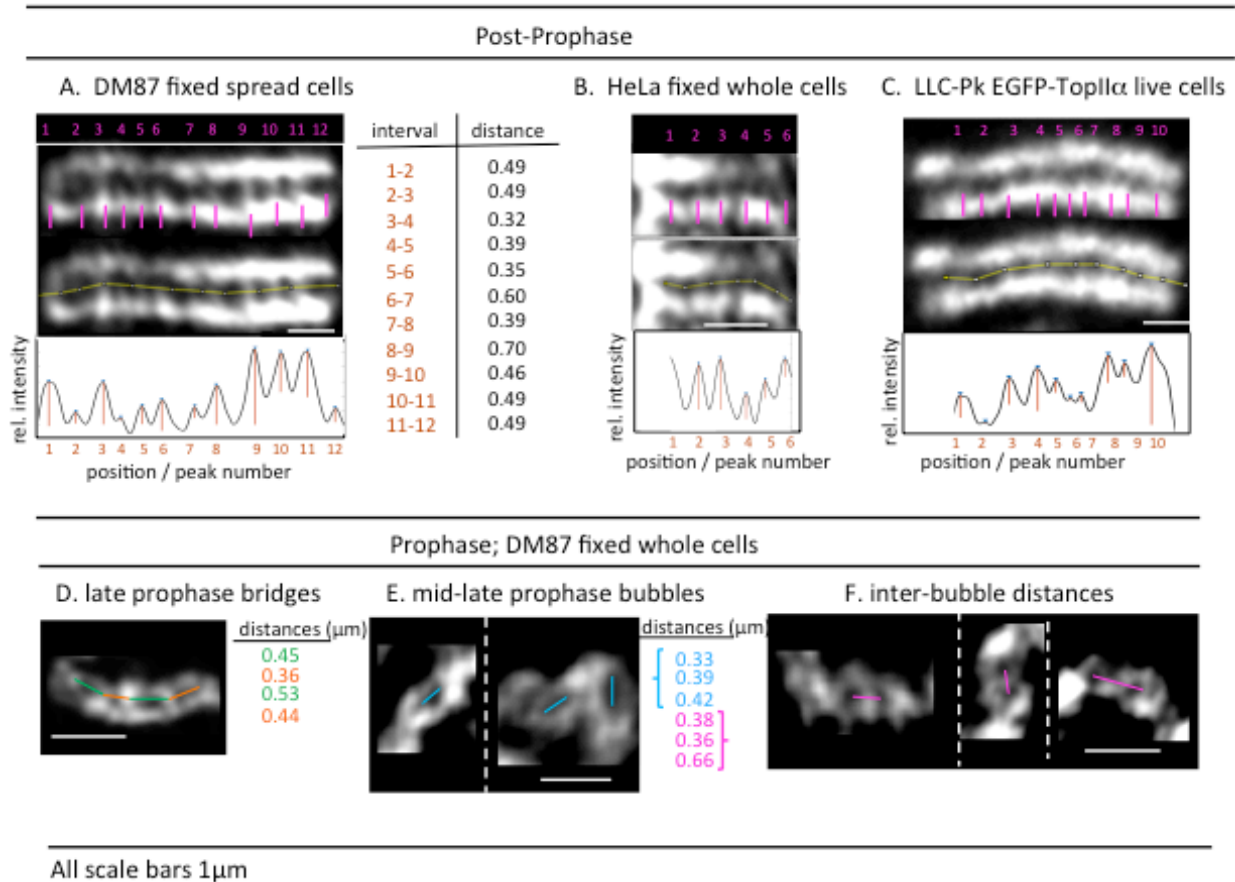 Post-Prophase
A. DM87 fixed spread cells
B. HeLa fixed whole cells
C. LLC-Pk EGFP-TopIIα live cells
1 2 3 4 5 6 7 8 9 10 11 12
interval distance
1-2 0.49
2-3 0.49
3-4 0.32
4-5 0.39
5-6 0.35
6-7 0.60
7-8 0.39
8-9 0.70
9-10 0.46
10-11 0.49
11-12 0.49
rel. intensity
1 2 3 4 5 6 7 8 9 10 11 12
position / peak number
1 2 3 4 5 6
rel. intensity
1 2 3 4 5 6
position / peak number
1 2 3 4 5 6 7 8 9 10
rel. intensity
1 2 3 4 5 6 7 8 9 10
position / peak number
Prophase; DM87 fixed whole cells
D. late prophase bridges
distances (µm)
0.45
0.36
0.53
0.44
E. mid-late prophase bubbles
distances (µm)
0.33
0.39
0.42
0.38
0.36
0.66
F. inter-bubble distances
All scale bars 1µm